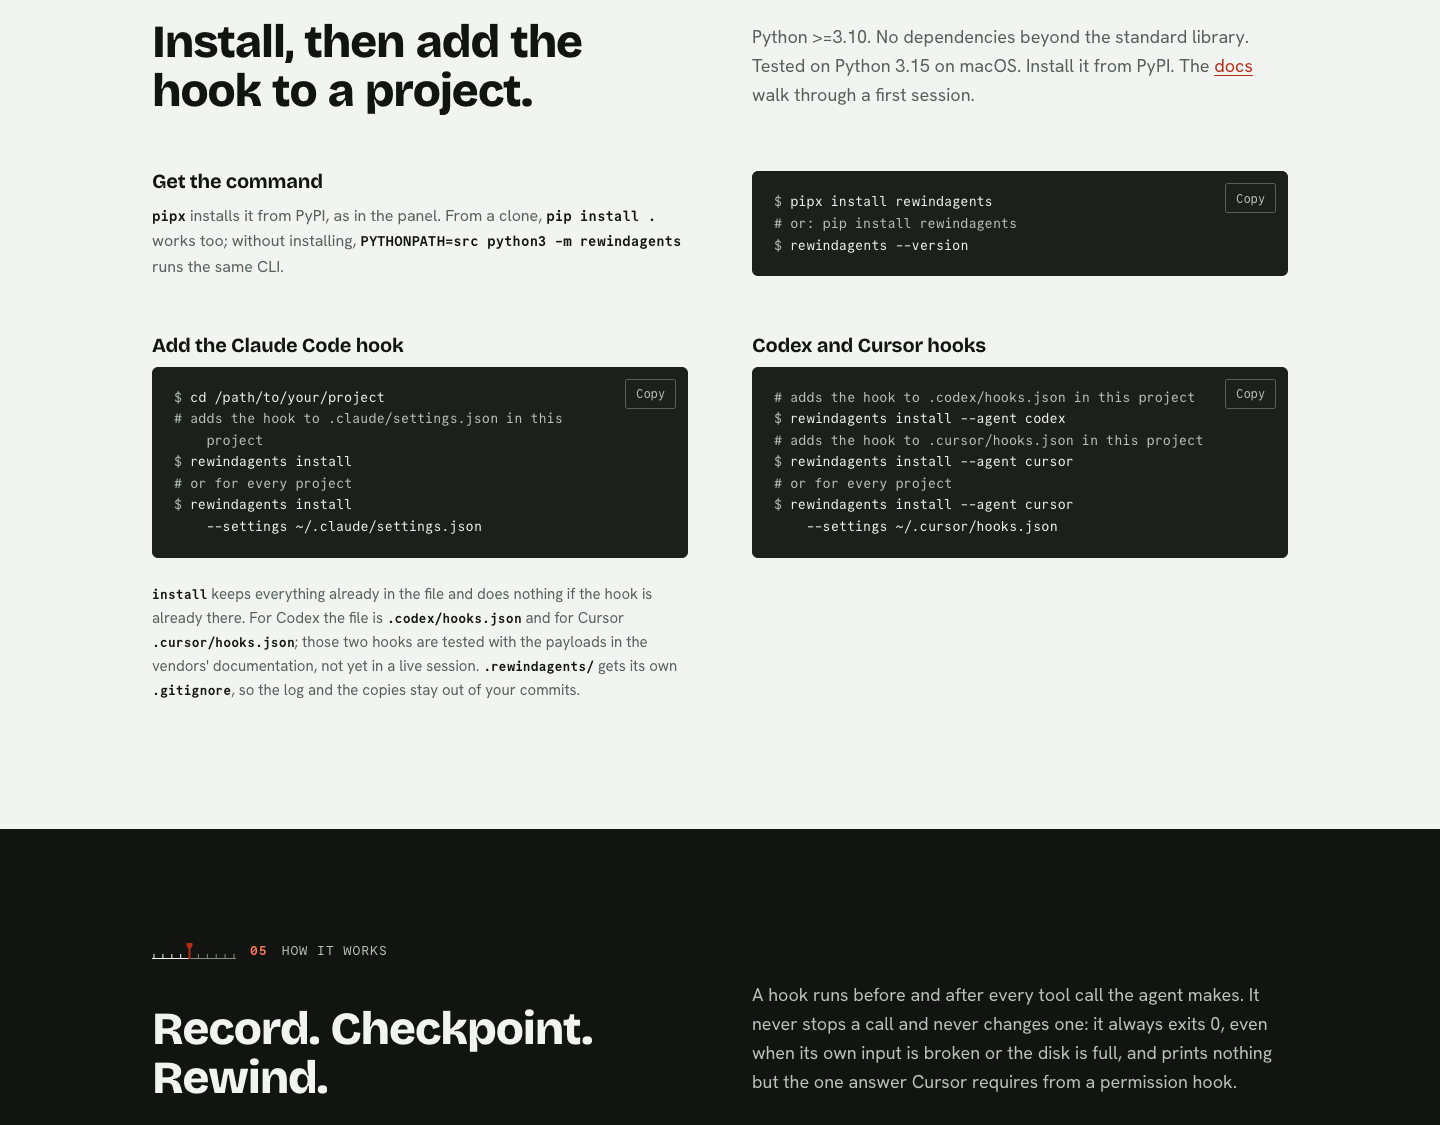 Install, then add the
hook to a project.
Python >=3.10. No dependencies beyond the standard library.
Tested on Python 3.15 on macOS. Install it from PyPI. The docs
walk through a first session.
Get the command
pipx installs it from PyPI, as in the panel. From a clone, pip install .
works too; without installing, PYTHONPATH=src python3 -m rewindagents
runs the same CLI.
Copy
$ pipx install rewindagents
# or: pip install rewindagents
$ rewindagents --version
Add the Claude Code hook
Copy
$ cd /path/to/your/project
# adds the hook to .claude/settings.json in this
project
$ rewindagents install
# or for every project
$ rewindagents install
--settings ~/.claude/settings.json
Codex and Cursor hooks
Copy
# adds the hook to .codex/hooks.json in this project
$ rewindagents install --agent codex
# adds the hook to .cursor/hooks.json in this project
$ rewindagents install --agent cursor
# or for every project
$ rewindagents install --agent cursor
--settings ~/.cursor/hooks.json
install keeps everything already in the file and does nothing if the hook is
already there. For Codex the file is .codex/hooks.json and for Cursor
.cursor/hooks.json; those two hooks are tested with the payloads in the
vendors' documentation, not yet in a live session. .rewindagents/ gets its own
.gitignore, so the log and the copies stay out of your commits.
05 HOW IT WORKS
Record. Checkpoint.
Rewind.
A hook runs before and after every tool call the agent makes. It
never stops a call and never changes one: it always exits 0, even
when its own input is broken or the disk is full, and prints nothing
but the one answer Cursor requires from a permission hook.